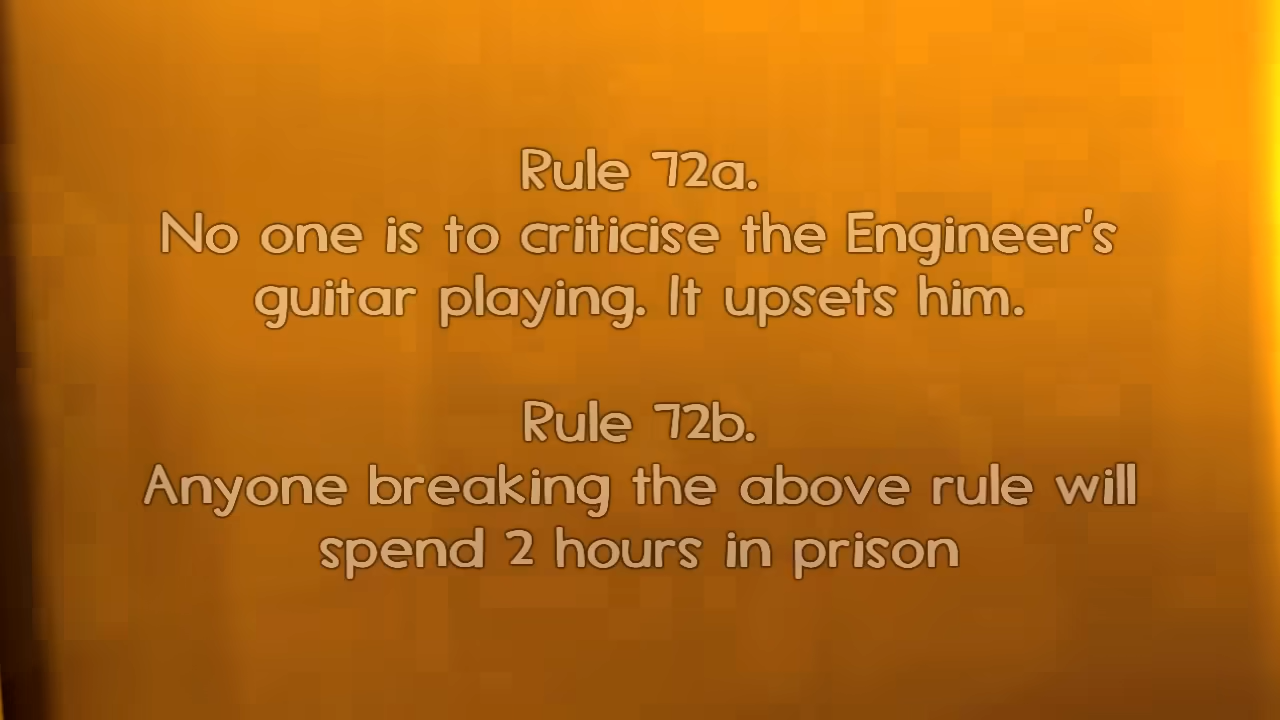 Rule 72a.
No one is to criticise the Engineer's
guitar playing. It upsets him.
Rule 72b.
Anyone breaking the above rule will
spend 2 hours in prison